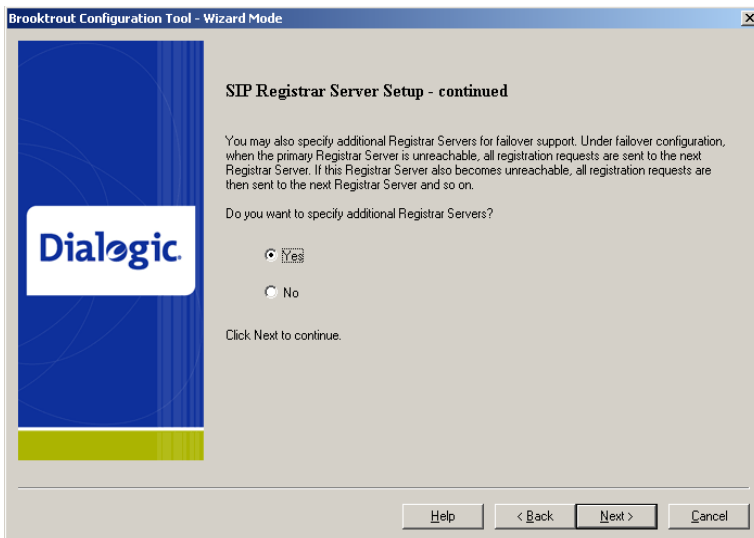 Brooktrout Configuration Tool - Wizard Mode
SIP Registrar Server Setup - continued
You may also specify additional Registrar Servers for failover support. Under failover configuration,
when the primary Registrar Server is unreachable, all registration requests are sent to the next
Registrar Server. If this Registrar Server also becomes unreachable, all registration requests are
then sent to the next Registrar Server and so on.
Do you want to specify additional Registrar Servers?
Dialogic.
Yes
No
Click Next to continue.
Help
< Back
Next >
Cancel